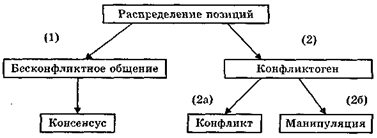 Распределение позиций
(1)
(2)
Бесконфликтное общение
Конфликтоген
(2а)
(2б)
Консенсус
Конфликт
Манипуляция